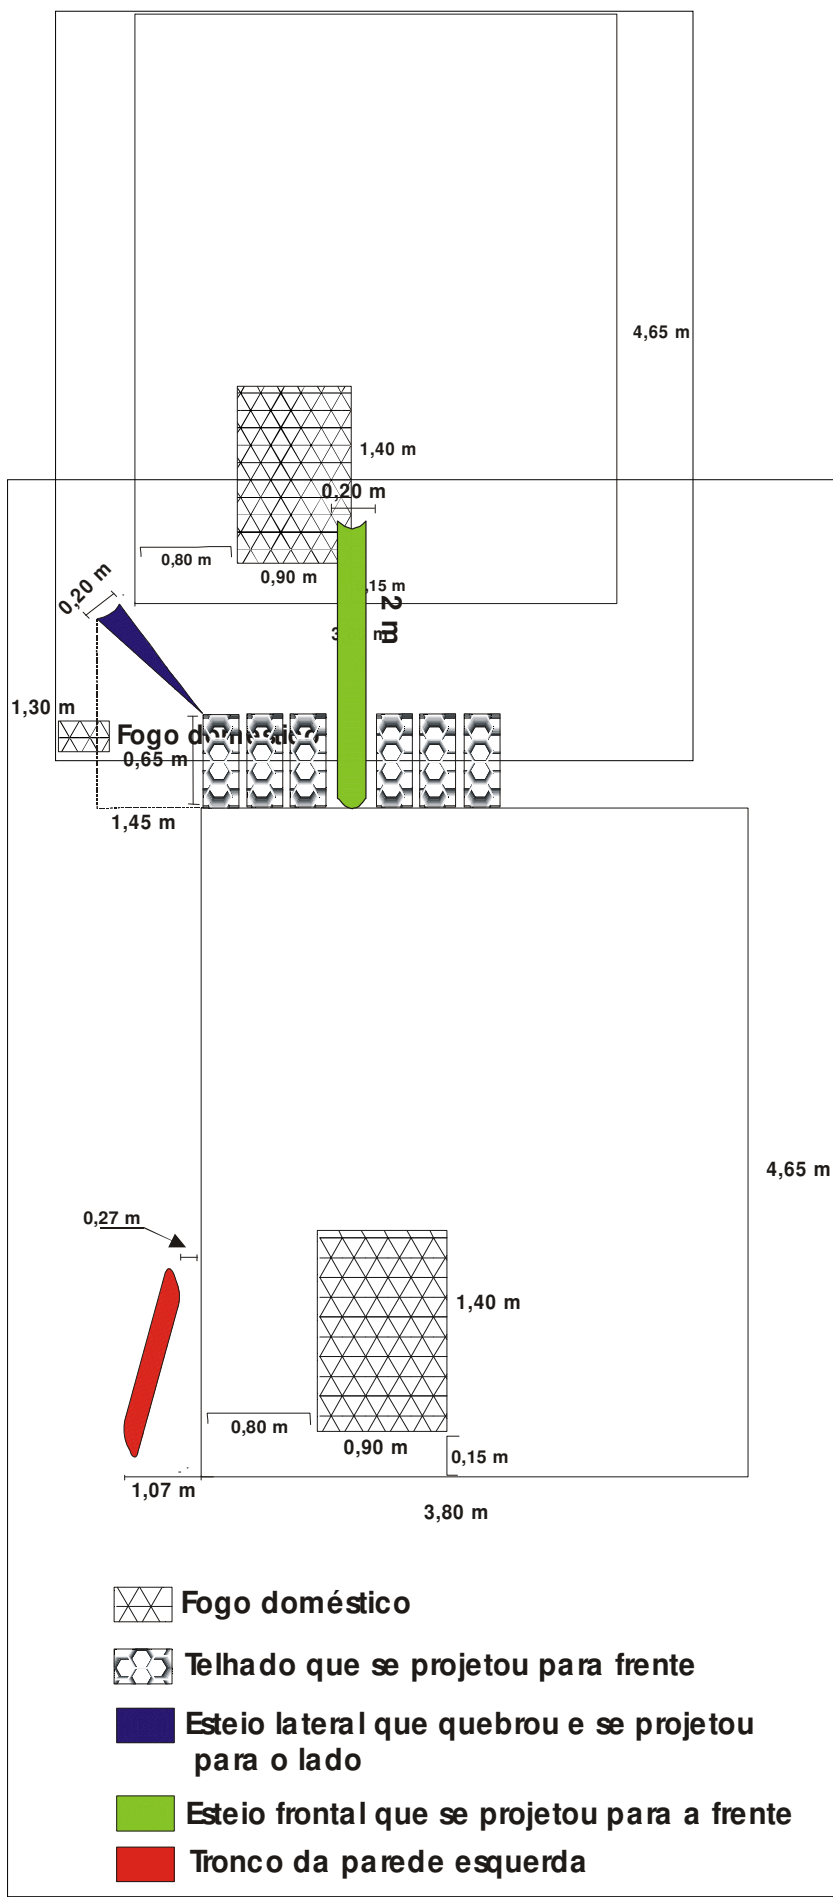 4,65 m
1,40 m
0,20 m
0,80 m
0,90 m
,15 m
0,20 m
2 m
1,30 m
Fogo doméstico
0,65 m
1,45 m
4,65 m
0,27 m
1,40 m
0,80 m
0,90 m
0,15 m
1,07 m
3,80 m
Fogo doméstico
Telhado que se projetou para frente
Esteio lateral que quebrou e se projetou
para o lado
Esteio frontal que se projetou para a frente
Tronco da parede esquerda